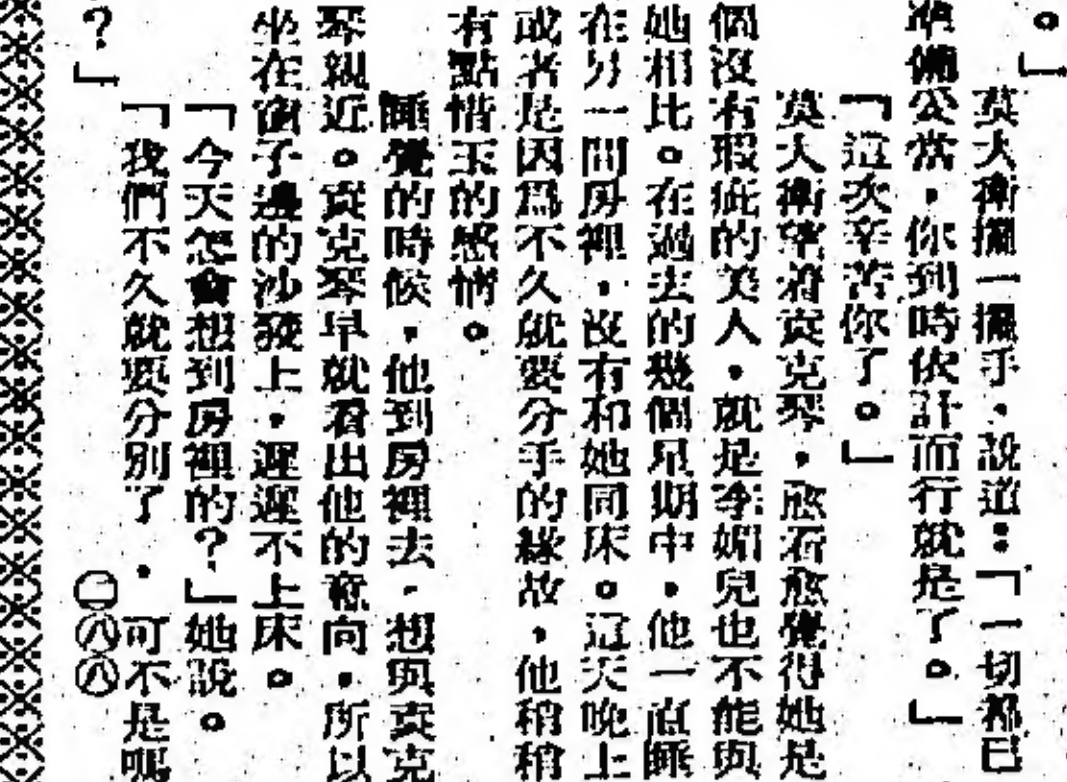 。」
莫大衛擺一擺手,說道:「一切都已
準備公當,你到時依計而行就是了。」
「這次辛苦你了。」
莫大衛望着袁克琴,愈看愈覺得她是
個沒有瑕疵的美人,就是李媚兒也不能與
她相比。在過去的幾個星期中,他一直睡
在另一間房裡,沒有和她同床。這天晚上
或者是因爲不久就要分手的緣故,他稍稍
有點惜玉的感情。
睡覺的時候,他到房裡去,想與袁克
琴親近。袁克琴早就看出他的意向,所以
坐在窗子邊的沙發上,遲遲不上床。
「今天怎會想到房裡的?」她說。
「我們不久就要分別了,可不是嗎
?」
㊁㊇㊇